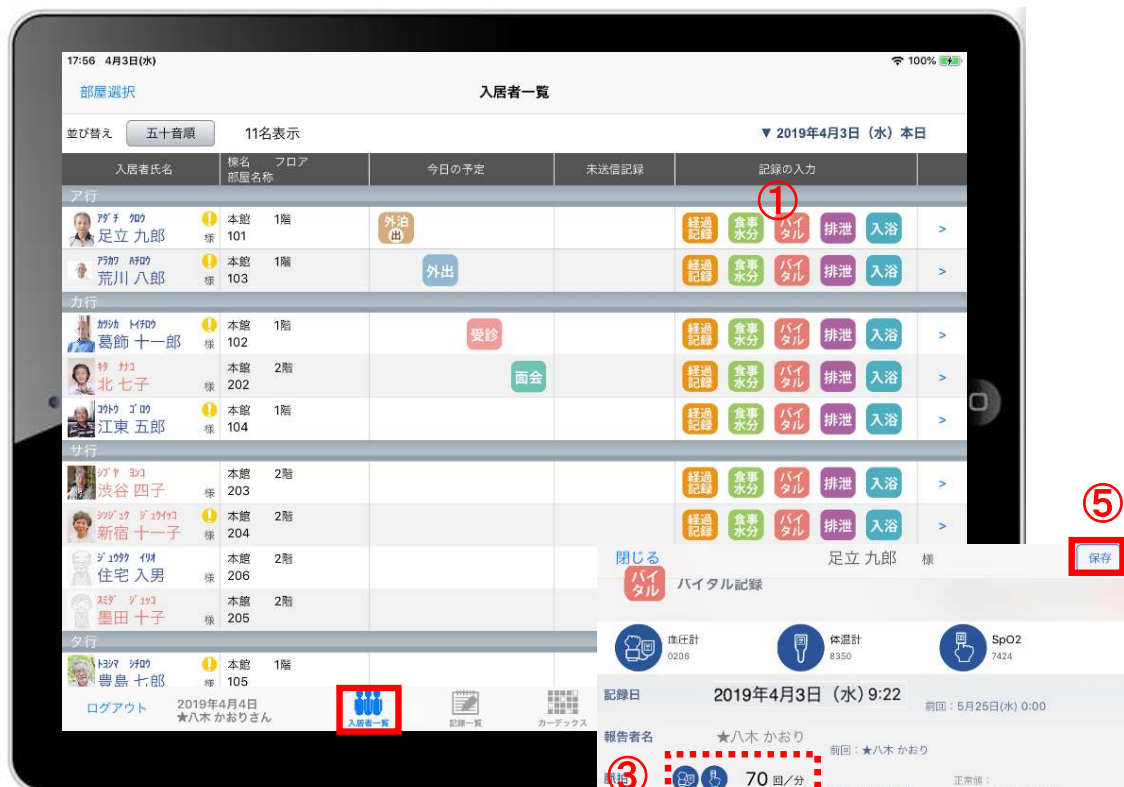 17:56 4月3日(水) 100%
部屋選択 入居者一覧
並び替え 五十音順 11名表示 ▼ 2019年4月3日（水）本日
入居者氏名 棟名 フロア 部屋名称 今日の予定 未送信記録 記録の入力
ア行
①
ｱﾀﾞﾁ ｸﾛｳ
足立 九郎 様 本館 1階 101 外泊(出) 経過記録 食事水分 バイタル 排泄 入浴 >
ｱﾗｶﾜ ﾊﾁﾛｳ
荒川 八郎 様 本館 1階 103 外出 経過記録 食事水分 バイタル 排泄 入浴 >
カ行
ｶﾂｼｶ ﾄｲﾁﾛｳ
葛飾 十一郎 様 本館 1階 102 受診 経過記録 食事水分 バイタル 排泄 入浴 >
ｷﾀ ﾅﾅｺ
北 七子 様 本館 2階 202 面会 経過記録 食事水分 バイタル 排泄 入浴 >
ｺｳﾄｳ ｺﾞﾛｳ
江東 五郎 様 本館 1階 104 経過記録 食事水分 バイタル 排泄 入浴 >
サ行
ｼﾌﾞﾔ ﾖﾝｺ
渋谷 四子 様 本館 2階 203 経過記録 食事水分 バイタル 排泄 入浴 >
新宿 十一子 様 本館 2階 204 経過記録 食事水分 バイタル 排泄 入浴 >
住宅 入男 様 本館 2階 206
ｽﾐﾀﾞ ｼﾞｭｯｺ
墨田 十子 様 本館 2階 205
タ行
ﾄﾖｼﾏ ｼﾁﾛｳ
豊島 七郎 様 本館 1階 105
ログアウト 2019年4月4日
★八木 かおりさん
入居者一覧 記録一覧 カーデックス
⑤
閉じる 足立 九郎 様 保存
バイタル バイタル記録
血圧計 0206 体温計 8350 SpO2 7424
記録日 2019年4月3日（水）9:22 前回：5月25日(水) 0:00
報告者名 ★八木 かおり 前回：★八木 かおり
③ 脈拍 70 回/分 正常値：